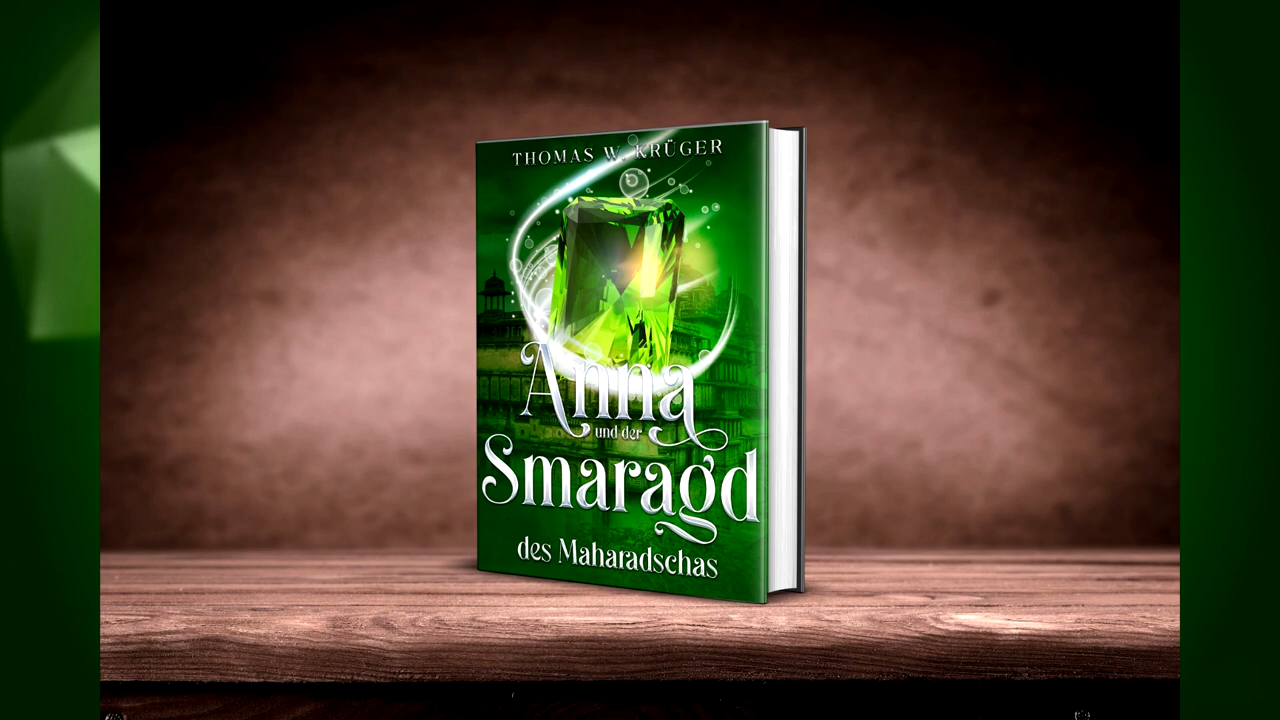 THOMAS W. KRÜGER
Anna
und der
Smaragd
des Maharadschas